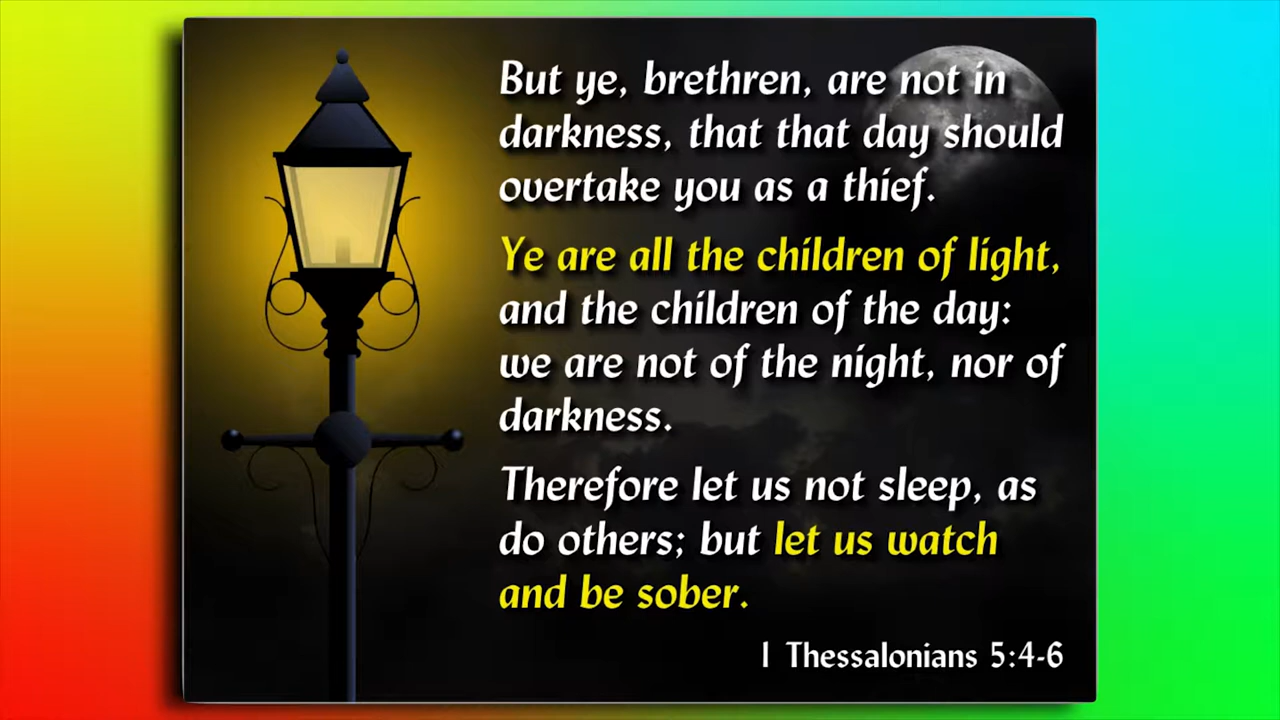 But ye, brethren, are not in
darkness, that that day should
overtake you as a thief.
Ye are all the children of light,
and the children of the day:
we are not of the night, nor of
darkness.
Therefore let us not sleep, as
do others; but let us watch
and be sober.
1 Thessalonians 5:4-6